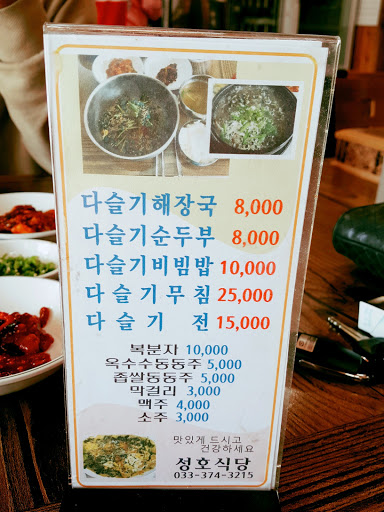 다슬기해장국 8,000
다슬기순두부 8,000
다슬기비빔밥 10,000
다슬기무침 25,000
다슬기 전 15,000
복분자 10,000
옥수수동동주 5,000
찹쌀동동주 5,000
막걸리 3,000
맥주 4,000
소주 3,000
맛있게 드시고
건강하세요
성호식당
033-374-3215